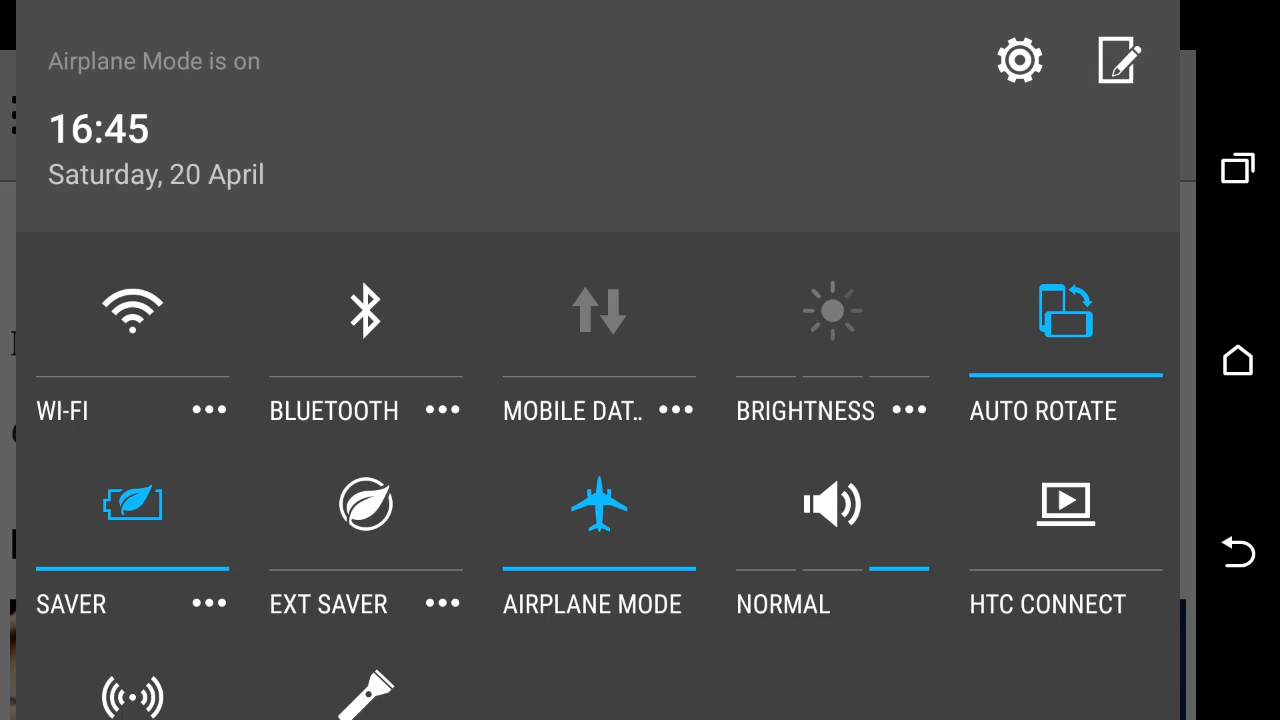 Airplane Mode is on
16:45
Saturday, 20 April
WI-FI
BLUETOOTH
MOBILE DAT..
BRIGHTNESS
AUTO ROTATE
SAVER
EXT SAVER
AIRPLANE MODE
NORMAL
HTC CONNECT